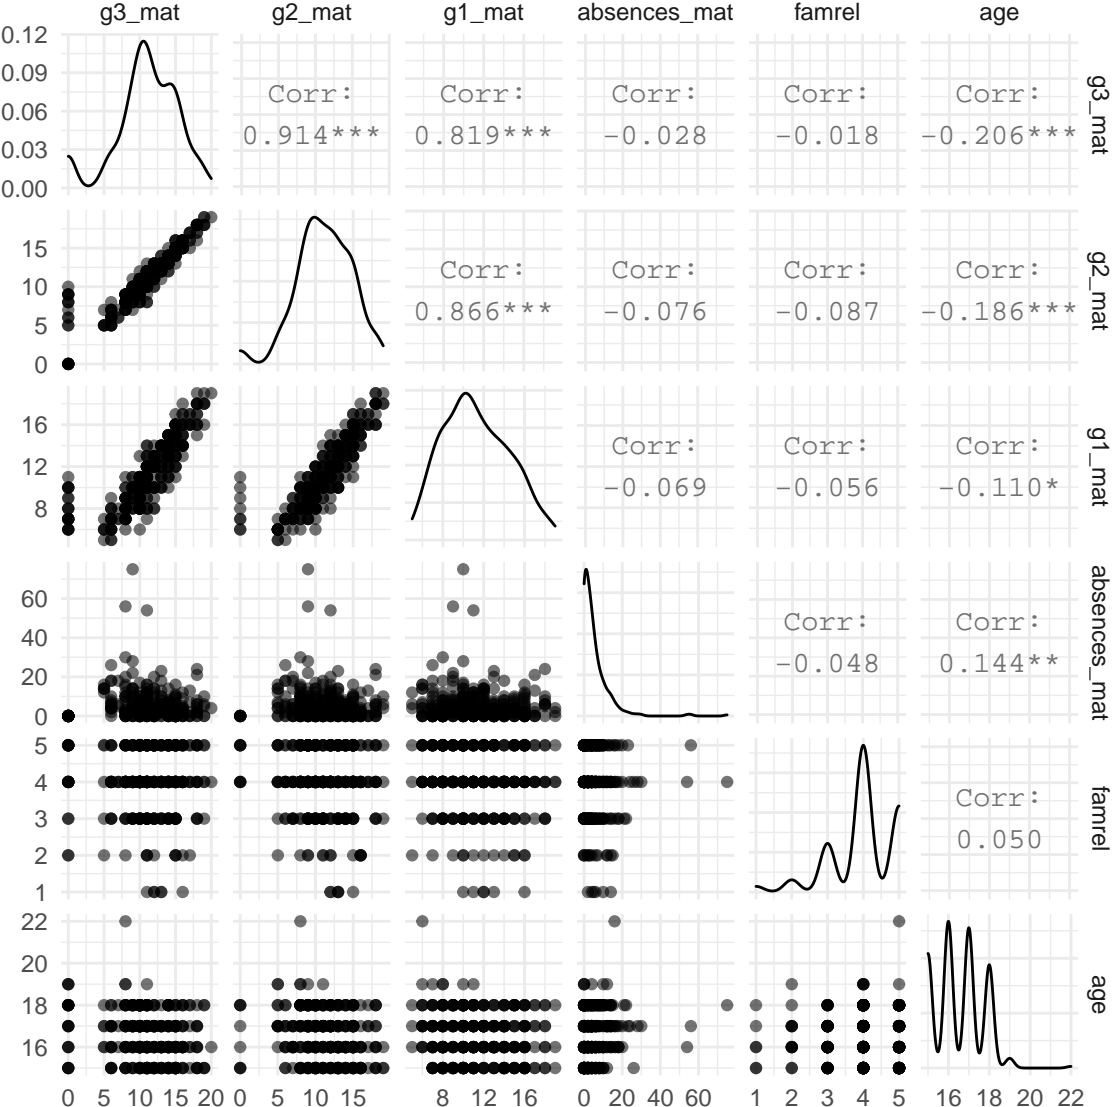 g3_mat g2_mat g1_mat absences_mat famrel age
0.12
0.09
0.06
0.03
0.00
Corr:
0.914***
Corr:
0.819***
Corr:
-0.028
Corr:
-0.018
Corr:
-0.206***
g3_mat
15
10
5
0
Corr:
0.866***
Corr:
-0.076
Corr:
-0.087
Corr:
-0.186***
g2_mat
16
12
8
Corr:
-0.069
Corr:
-0.056
Corr:
-0.110*
g1_mat
60
40
20
0
Corr:
-0.048
Corr:
0.144**
absences_mat
5
4
3
2
1
Corr:
0.050
famrel
22
20
18
16
age
0 5 10 15 20 0 5 10 15 8 12 16 0 20 40 60 1 2 3 4 5 16 18 20 22